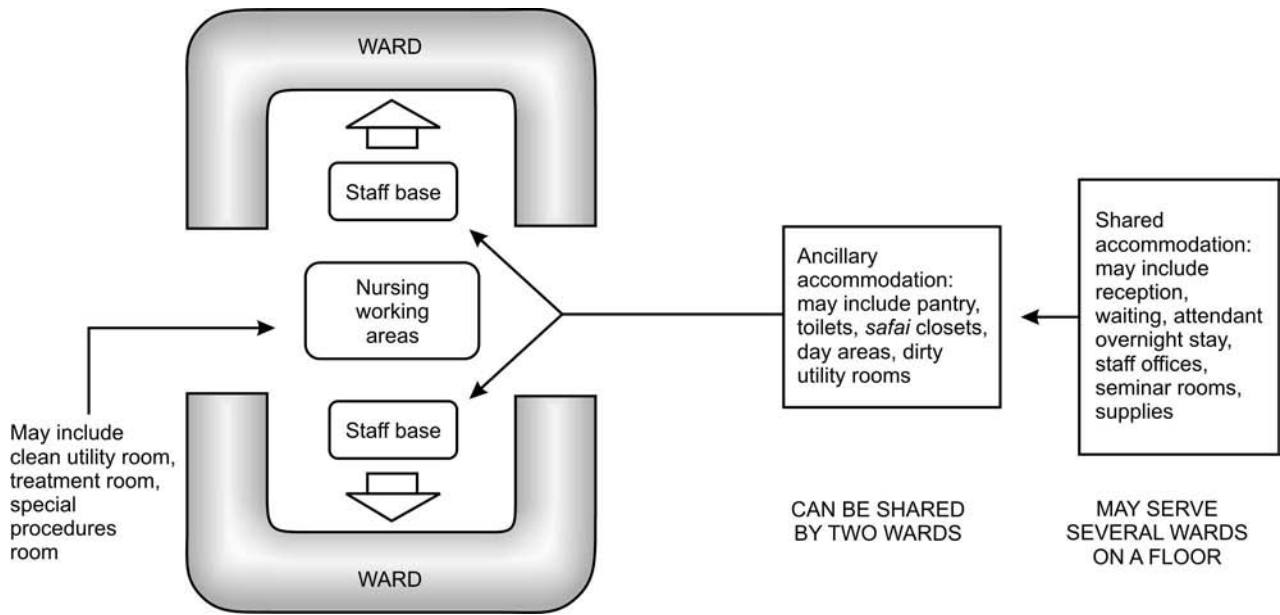 WARD
Staff base
Nursing
working
areas
Staff base
WARD
May include
clean utility room,
treatment room,
special
procedures
room
Ancillary
accommodation:
may include pantry,
toilets, safai closets,
day areas, dirty
utility rooms
CAN BE SHARED
BY TWO WARDS
Shared
accommodation:
may include
reception,
waiting, attendant
overnight stay,
staff offices,
seminar rooms,
supplies
MAY SERVE
SEVERAL WARDS
ON A FLOOR